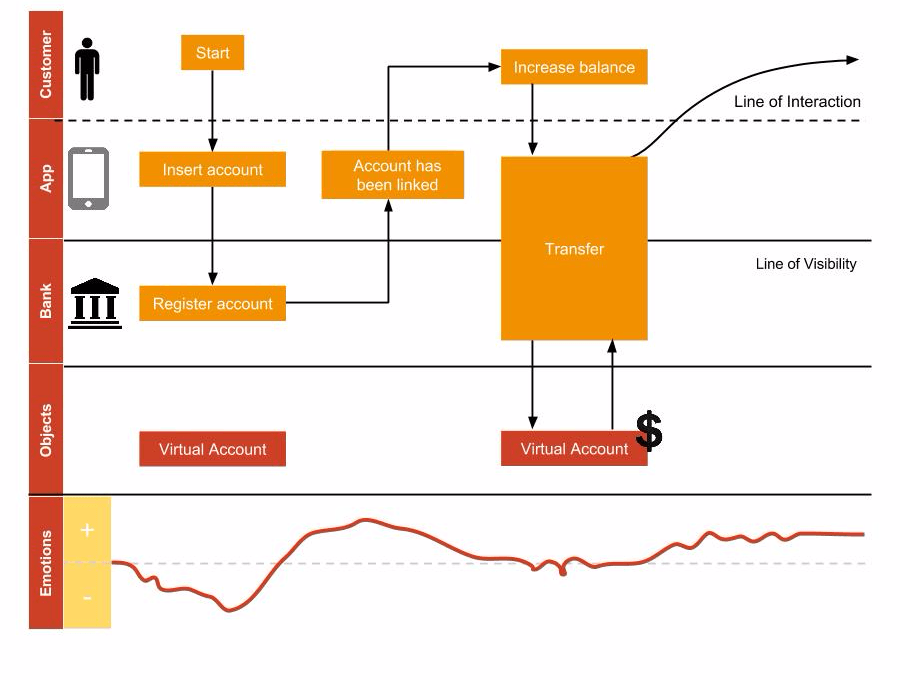 Customer
Start
Increase balance
Line of Interaction
App
Insert account
Account has
been linked
Transfer
Line of Visibility
Bank
Register account
Objects
Virtual Account
Virtual Account
$
Emotions
+
-